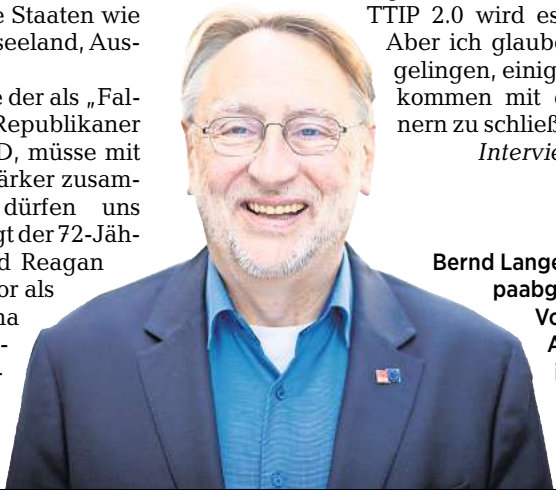 e Staaten wie
seeland, Aus-
e der als „Fal-
Republikaner
D, müsse mit
ärker zusam-
dürfen uns
gt der 72-Jäh-
d Reagan
or als
na
TTIP 2.0 wird es
Aber ich glaube
gelingen, einig
kommen mit
nern zu schließ
Intervie
Bernd Lange
paabg
Vo
A